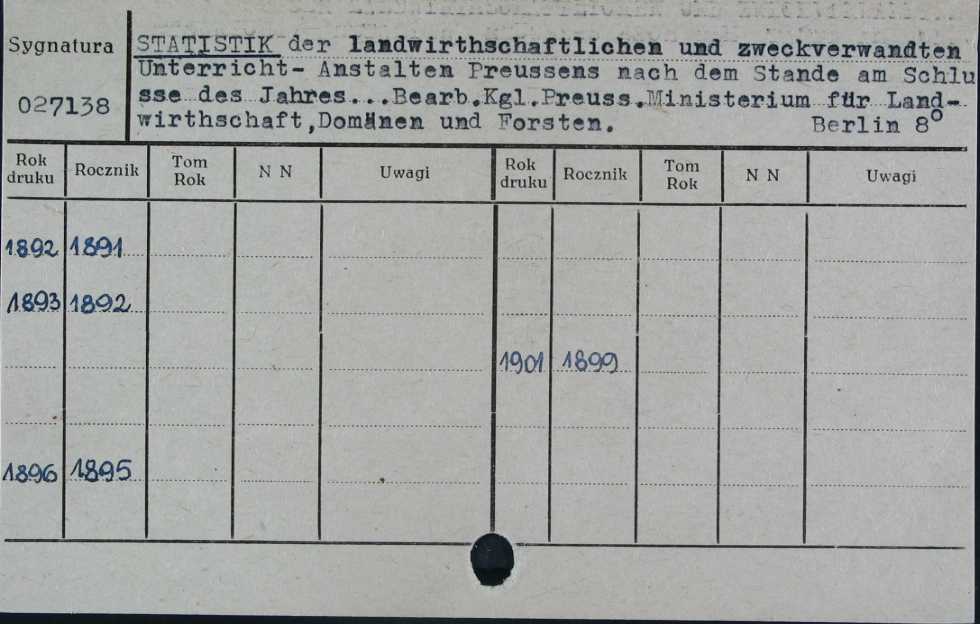 Sygnatura
027138
STATISTIK der landwirthschaftlichen und zweckverwandten
Unterricht- Anstalten Preussens nach dem Stande am Schlu
sse des Jahres...Bearb.Kgl.Preuss.Ministerium für Land-
wirthschaft,Domänen und Forsten. Berlin 8°
Rok druku Rocznik Tom Rok N N Uwagi Rok druku Rocznik Tom Rok N N Uwagi
1892 1891
1893 1892
1901 1899
1896 1895